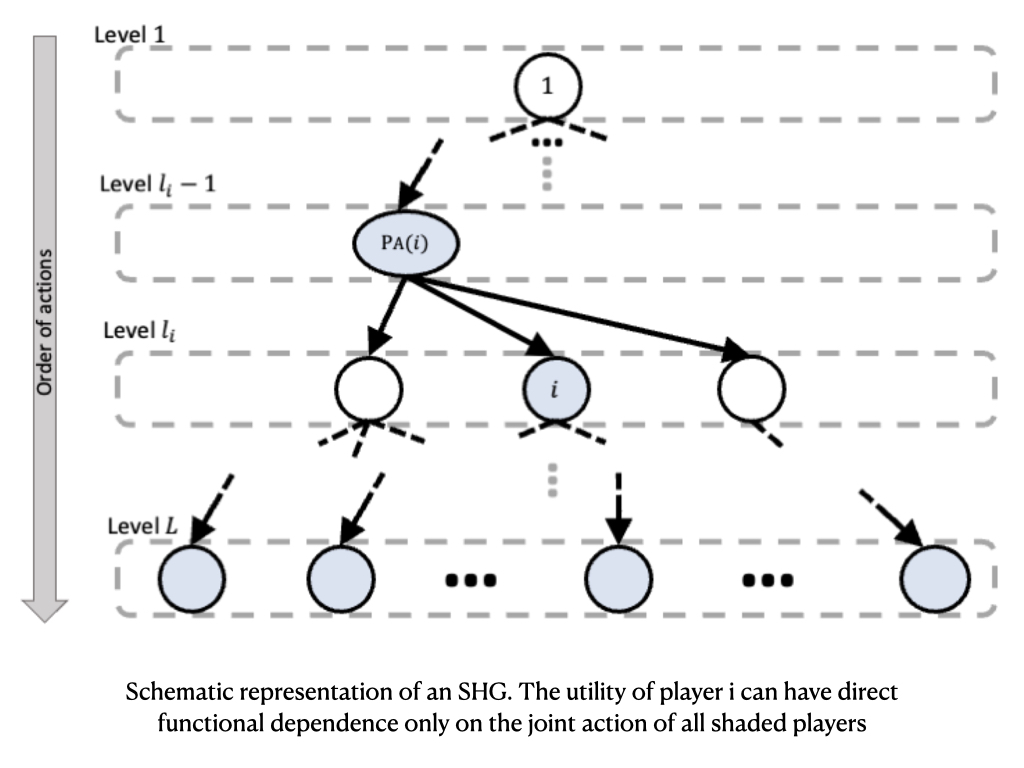 Level 1
1
Level l_i − 1
PA(i)
Order of actions
Level l_i
i
Level L
Schematic representation of an SHG. The utility of player i can have direct
functional dependence only on the joint action of all shaded players